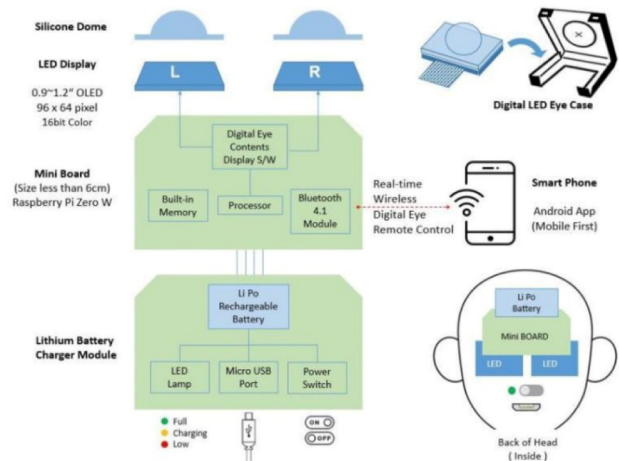 Silicone Dome
LED Display
0.9~1.2” OLED
96 x 64 pixel
16bit Color
L
R
Digital LED Eye Case
Digital Eye
Contents
Display S/W
Mini Board
(Size less than 6cm)
Raspberry Pi Zero W
Built-in
Memory
Processor
Bluetooth
4.1
Module
Real-time
Wireless
Digital Eye
Remote Control
Smart Phone
Android App
(Mobile First)
Li Po
Rechargeable
Battery
Lithium Battery
Charger Module
LED
Lamp
Micro USB
Port
Power
Switch
Full
Charging
Low
ON
OFF
Li Po
Battery
Mini BOARD
LED
LED
Back of Head
( Inside )